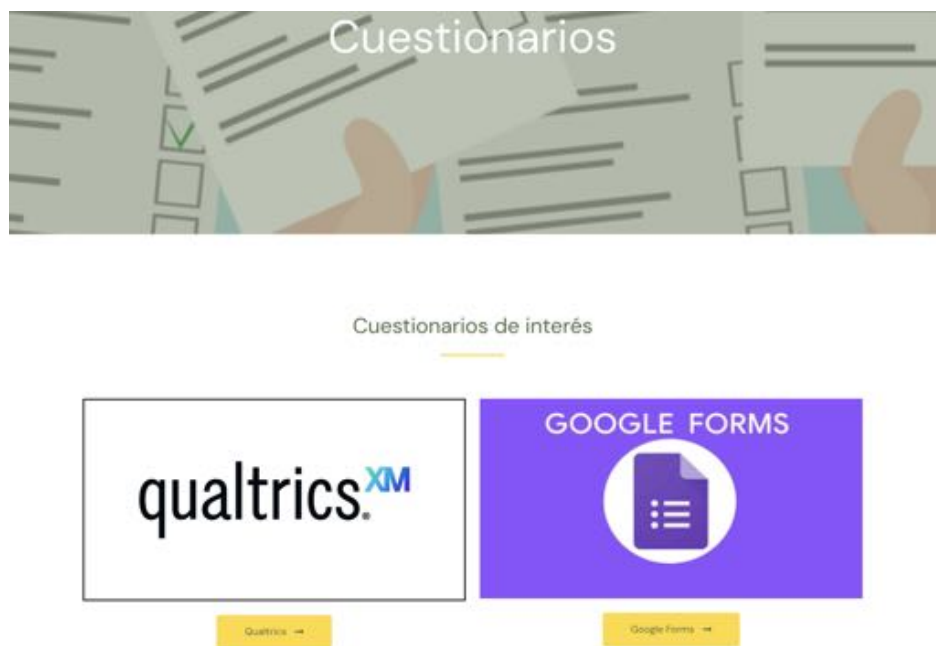 Cuestionarios
Cuestionarios de interés
qualtrics.XM
®
GOOGLE FORMS
Qualtrics →
Google Forms →